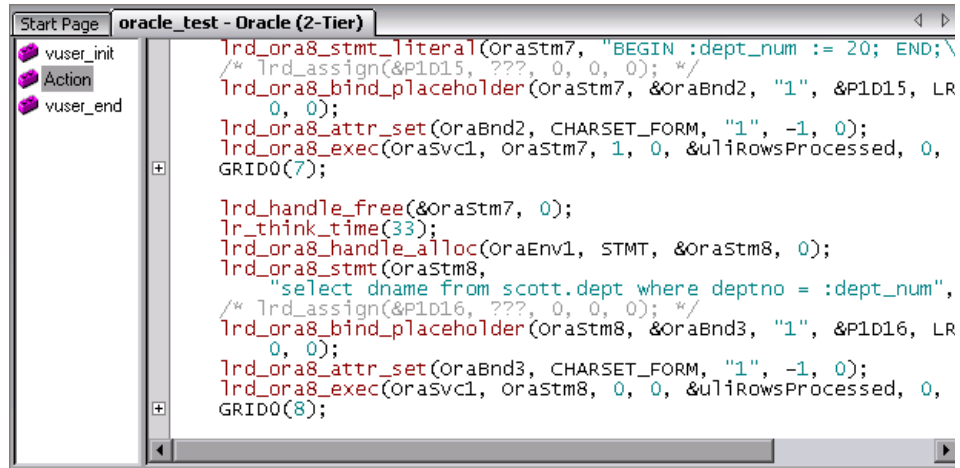 Start Page oracle_test - Oracle (2-Tier)
vuser_init
Action
vuser_end
lrd_ora8_stmt_literal(OraStm7, "BEGIN :dept_num := 20; END;\
/* lrd_assign(&P1D15, ???, 0, 0, 0); */
lrd_ora8_bind_placeholder(OraStm7, &OraBnd2, "1", &P1D15, LR
0, 0);
lrd_ora8_attr_set(OraBnd2, CHARSET_FORM, "1", -1, 0);
lrd_ora8_exec(OraSvc1, OraStm7, 1, 0, &uliRowsProcessed, 0,
GRID0(7);
lrd_handle_free(&OraStm7, 0);
lr_think_time(33);
lrd_ora8_handle_alloc(OraEnv1, STMT, &OraStm8, 0);
lrd_ora8_stmt(OraStm8,
"select dname from scott.dept where deptno = :dept_num",
/* lrd_assign(&P1D16, ???, 0, 0, 0); */
lrd_ora8_bind_placeholder(OraStm8, &OraBnd3, "1", &P1D16, LR
0, 0);
lrd_ora8_attr_set(OraBnd3, CHARSET_FORM, "1", -1, 0);
lrd_ora8_exec(OraSvc1, OraStm8, 0, 0, &uliRowsProcessed, 0,
GRID0(8);